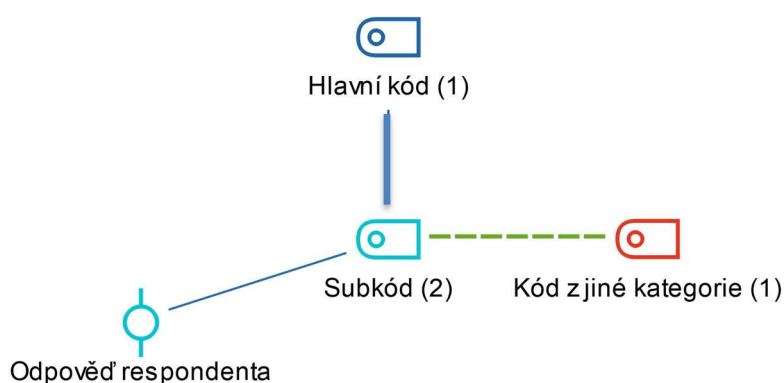 Hlavní kód (1)
Subkód (2)
Kód z jiné kategorie (1)
Odpověď respondenta